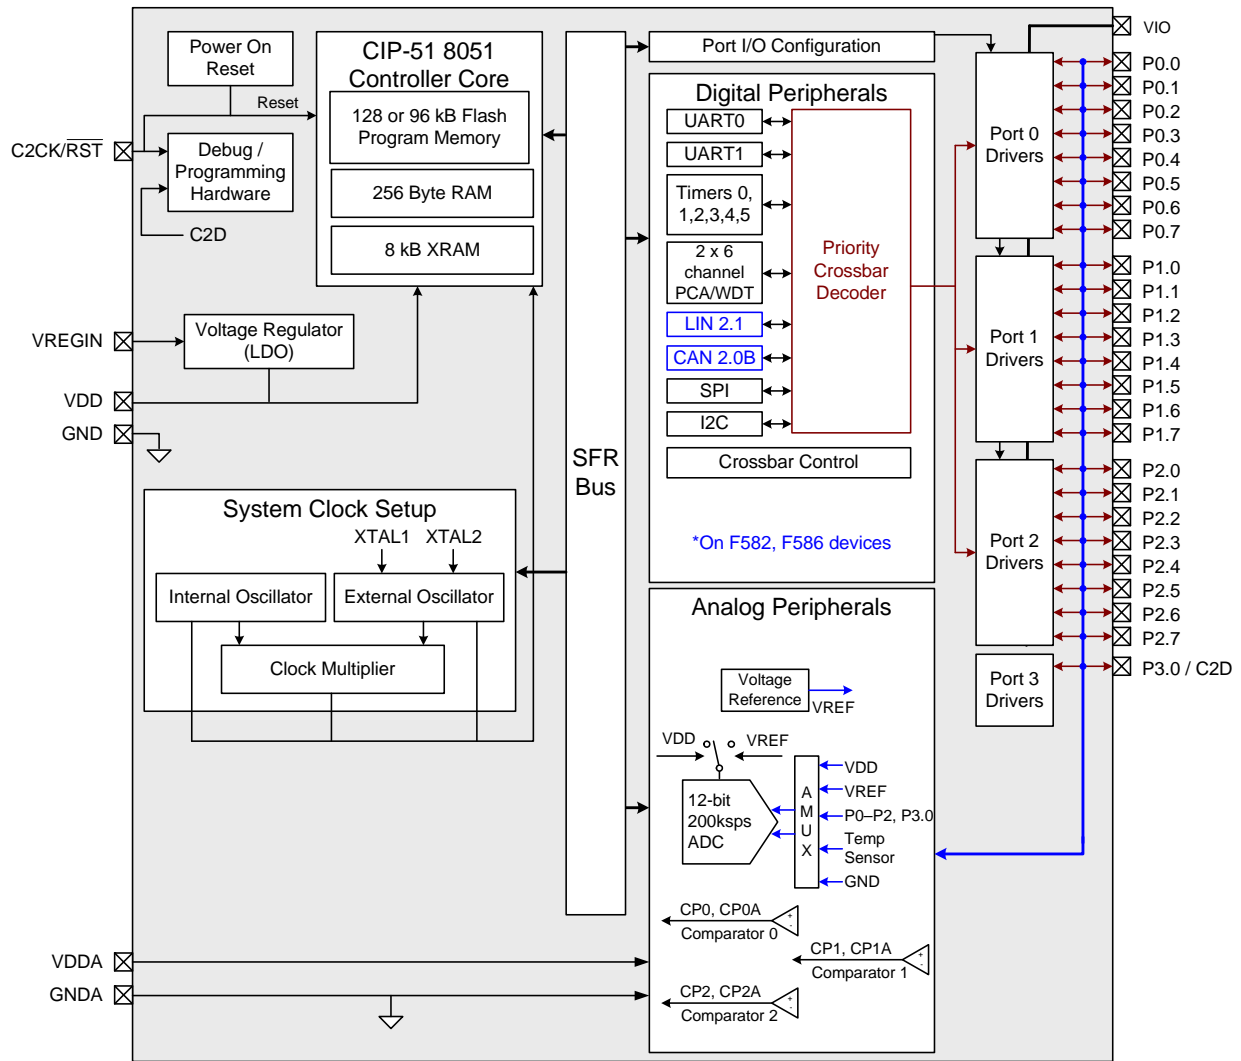 Power On
Reset
Reset
C2CK/RST
Debug /
Programming
Hardware
C2D
CIP-51 8051
Controller Core
128 or 96 kB Flash
Program Memory
256 Byte RAM
8 kB XRAM
VREGIN
Voltage Regulator
(LDO)
VDD
GND
System Clock Setup
XTAL1
XTAL2
Internal Oscillator
External Oscillator
Clock Multiplier
VDDA
GNDA
SFR
Bus
Port I/O Configuration
Digital Peripherals
UART0
UART1
Timers 0,
1,2,3,4,5
2 x 6
channel
PCA/WDT
LIN 2.1
CAN 2.0B
SPI
I2C
Priority
Crossbar
Decoder
Crossbar Control
*On F582, F586 devices
Analog Peripherals
Voltage
Reference
VREF
VDD
VREF
12-bit
200ksps
ADC
A
M
U
X
VDD
VREF
P0–P2, P3.0
Temp
Sensor
GND
CP0, CP0A
+
-
Comparator 0
CP1, CP1A
+
-
Comparator 1
CP2, CP2A
+
-
Comparator 2
Port 0
Drivers
Port 1
Drivers
Port 2
Drivers
Port 3
Drivers
VIO
P0.0
P0.1
P0.2
P0.3
P0.4
P0.5
P0.6
P0.7
P1.0
P1.1
P1.2
P1.3
P1.4
P1.5
P1.6
P1.7
P2.0
P2.1
P2.2
P2.3
P2.4
P2.5
P2.6
P2.7
P3.0 / C2D